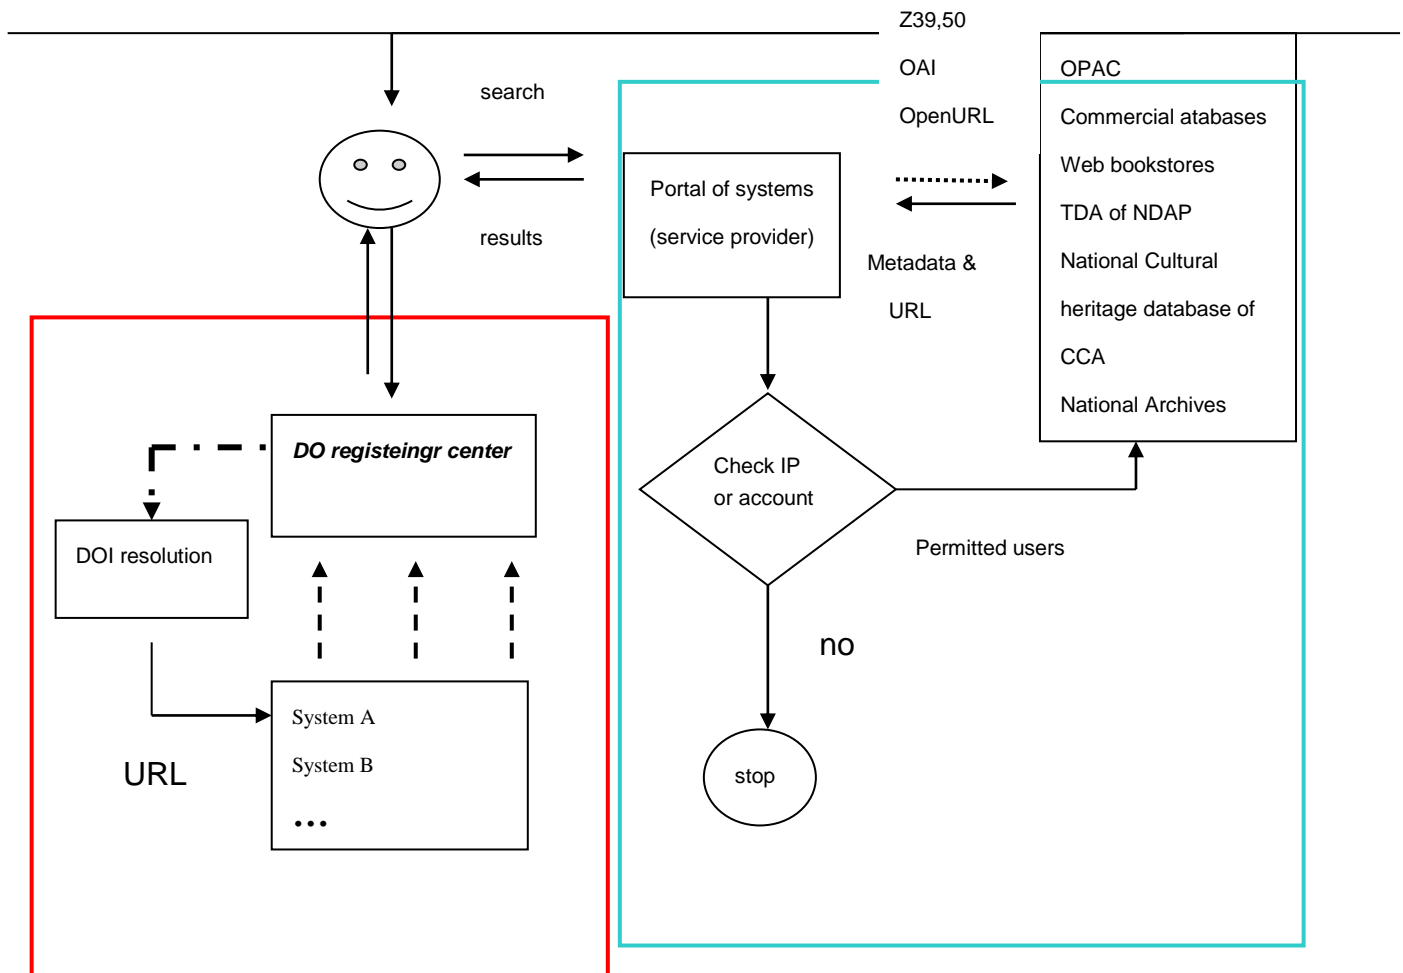 Z39,50
OAI
OpenURL
search
results
Portal of systems
(service provider)
Metadata &
URL
OPAC
Commercial atabases
Web bookstores
TDA of NDAP
National Cultural
heritage database of
CCA
National Archives
DO registeingr center
DOI resolution
Check IP
or account
Permitted users
no
stop
System A
System B
...
URL